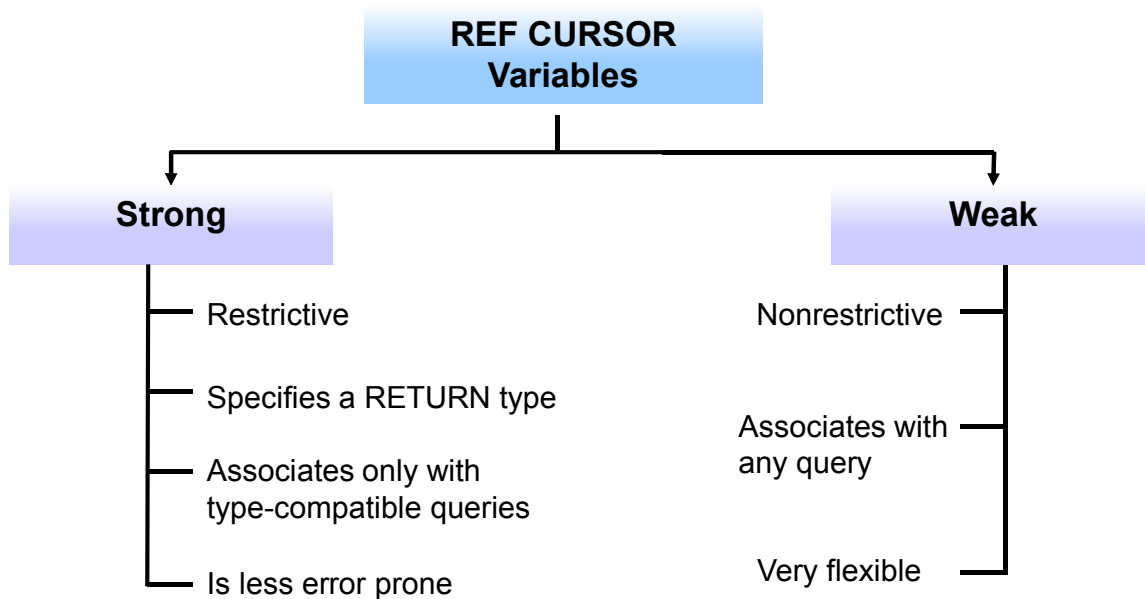 REF CURSOR
Variables
Strong
Restrictive
Specifies a RETURN type
Associates only with
type-compatible queries
Is less error prone
Weak
Nonrestrictive
Associates with
any query
Very flexible